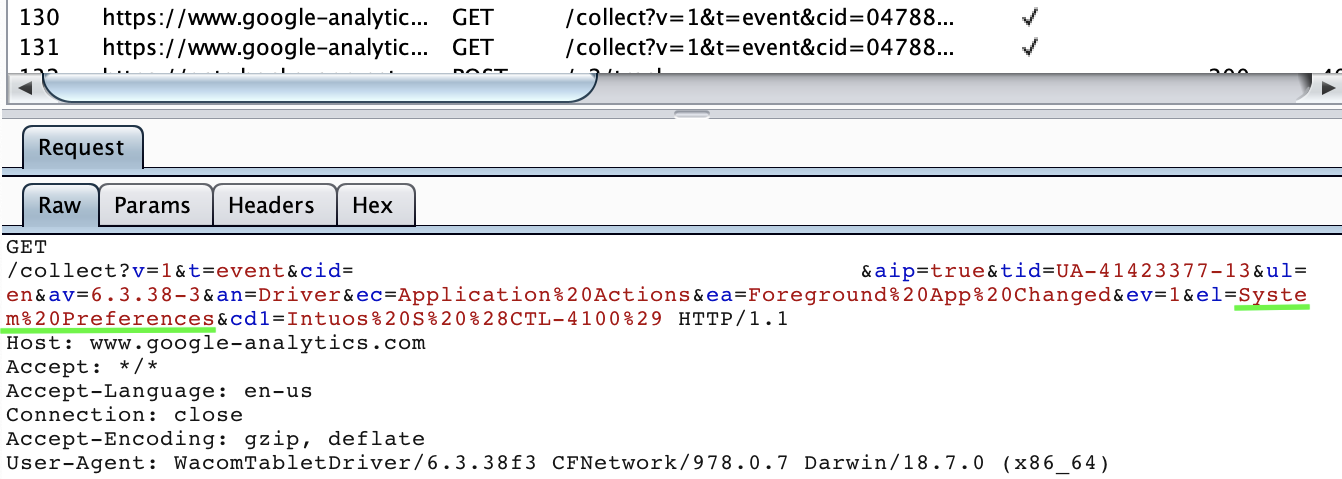 130 https://www.google-analytic... GET /collect?v=1&t=event&cid=04788... ✓
131 https://www.google-analytic... GET /collect?v=1&t=event&cid=04788... ✓
Request
Raw Params Headers Hex
GET
/collect?v=1&t=event&cid= &aip=true&tid=UA-41423377-13&ul=
en&av=6.3.38-3&an=Driver&ec=Application%20Actions&ea=Foreground%20App%20Changed&ev=1&el=Syste
m%20Preferences&cd1=Intuos%20S%20%28CTL-4100%29 HTTP/1.1
Host: www.google-analytics.com
Accept: */*
Accept-Language: en-us
Connection: close
Accept-Encoding: gzip, deflate
User-Agent: WacomTabletDriver/6.3.38f3 CFNetwork/978.0.7 Darwin/18.7.0 (x86_64)